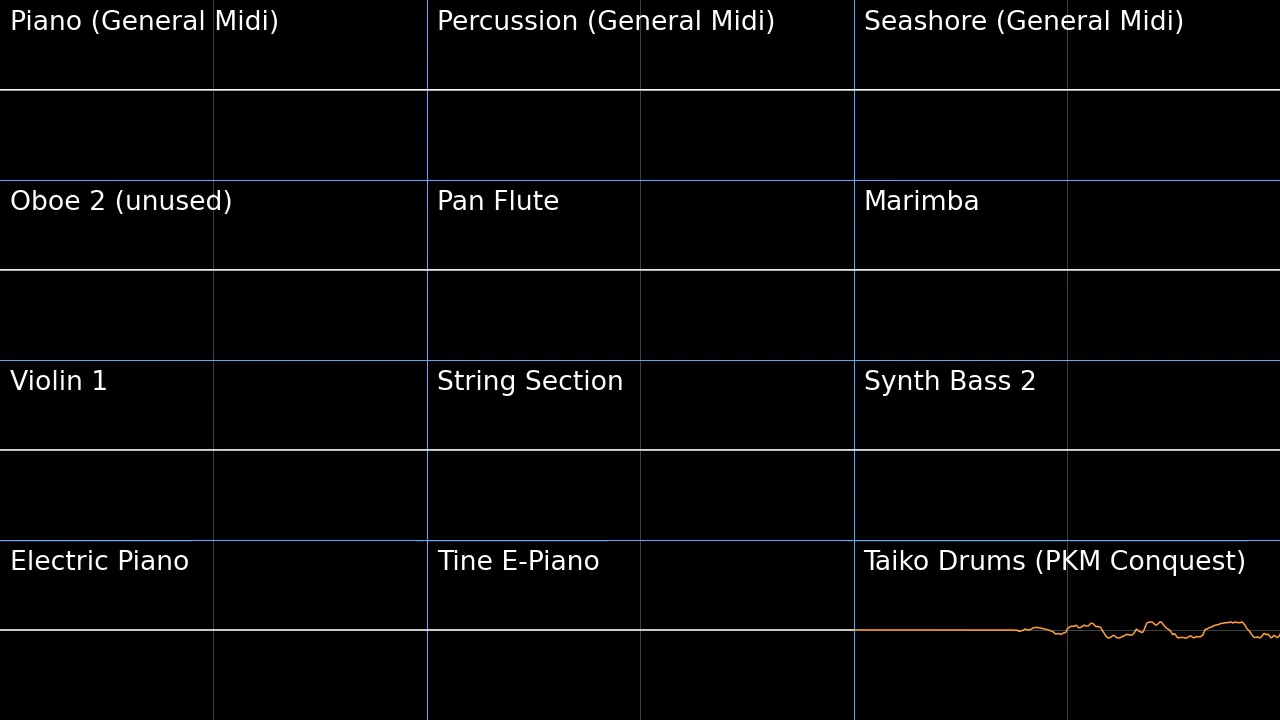 Piano (General Midi)
Percussion (General Midi)
Seashore (General Midi)
Oboe 2 (unused)
Pan Flute
Marimba
Violin 1
String Section
Synth Bass 2
Electric Piano
Tine E-Piano
Taiko Drums (PKM Conquest)